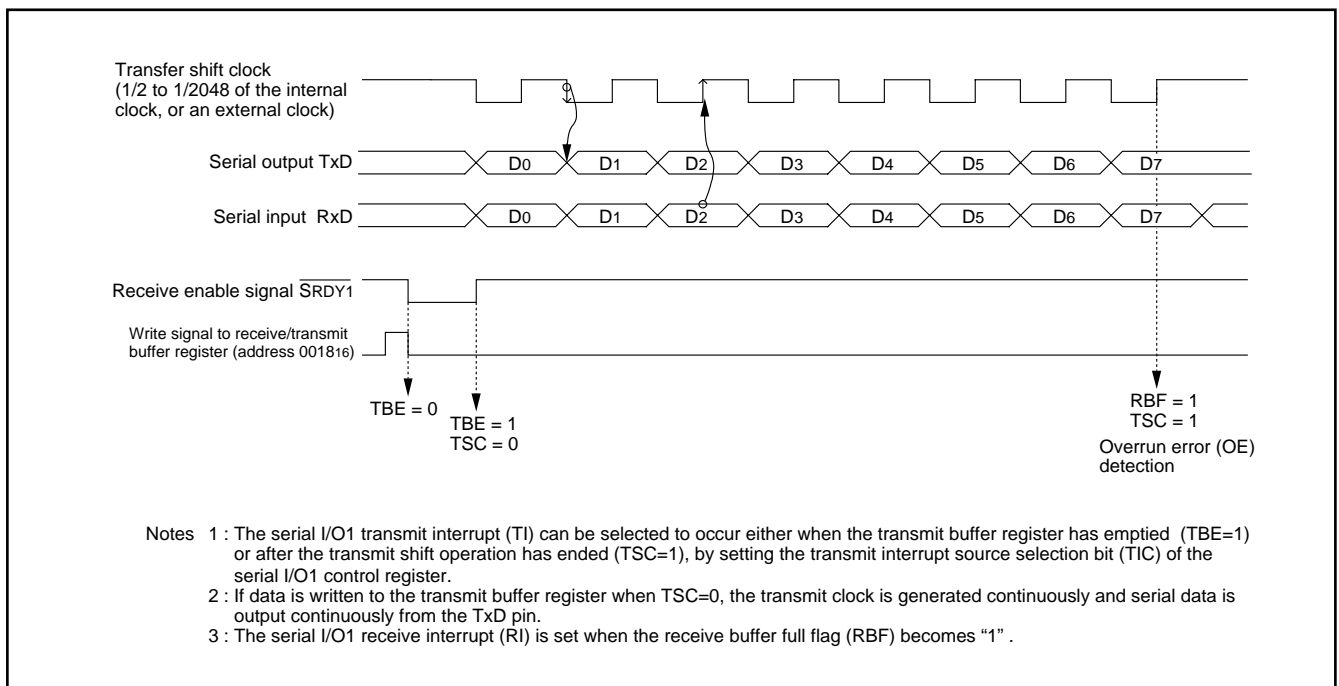 Transfer shift clock
(1/2 to 1/2048 of the internal
clock, or an external clock)
Serial output TxD
D0 D1 D2 D3 D4 D5 D6 D7
Serial input RxD
D0 D1 D2 D3 D4 D5 D6 D7
Receive enable signal S̅R̅D̅Y̅1̅
Write signal to receive/transmit
buffer register (address 001816)
TBE = 0
TBE = 1
TSC = 0
RBF = 1
TSC = 1
Overrun error (OE)
detection
Notes 1 : The serial I/O1 transmit interrupt (TI) can be selected to occur either when the transmit buffer register has emptied (TBE=1)
or after the transmit shift operation has ended (TSC=1), by setting the transmit interrupt source selection bit (TIC) of the
serial I/O1 control register.
2 : If data is written to the transmit buffer register when TSC=0, the transmit clock is generated continuously and serial data is
output continuously from the TxD pin.
3 : The serial I/O1 receive interrupt (RI) is set when the receive buffer full flag (RBF) becomes “1” .